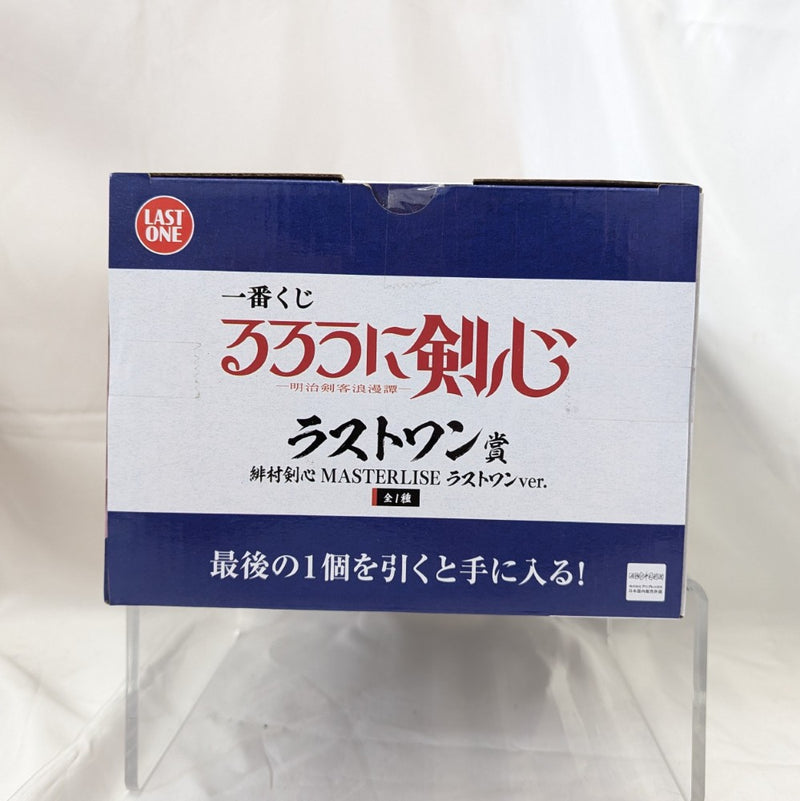 LAST
ONE
一番くじ
るろうに剣心
―明治剣客浪漫譚―
ラストワン賞
緋村剣心 MASTERLISE ラストワンver.
全1種
最後の1個を引くと手に入る!